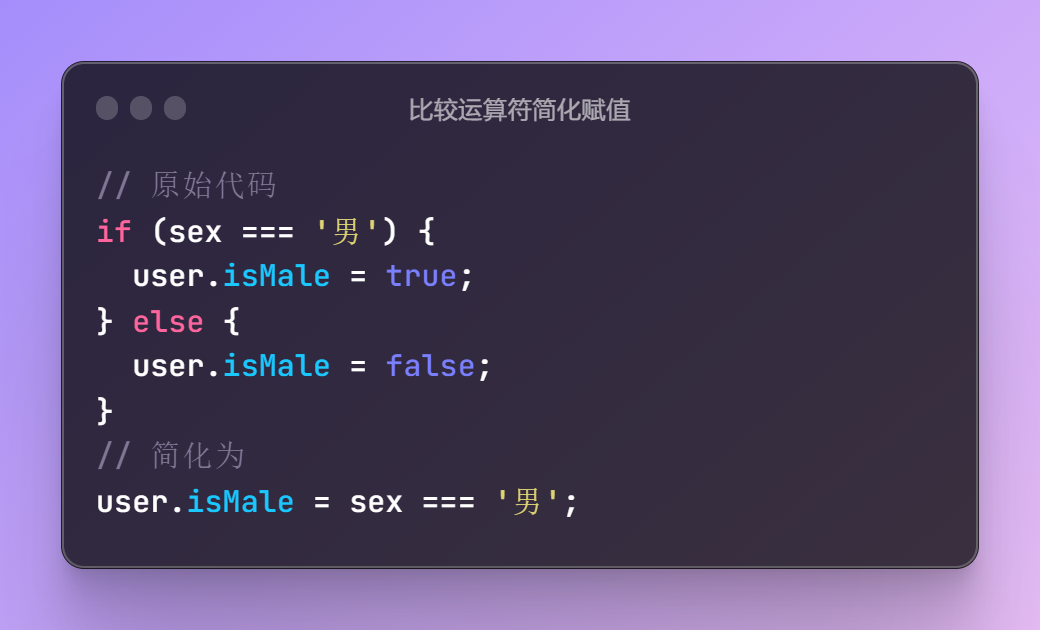 比较运算符简化赋值
// 原始代码
if (sex === '男') {
  user.isMale = true;
} else {
  user.isMale = false;
}
// 简化为
user.isMale = sex === '男';